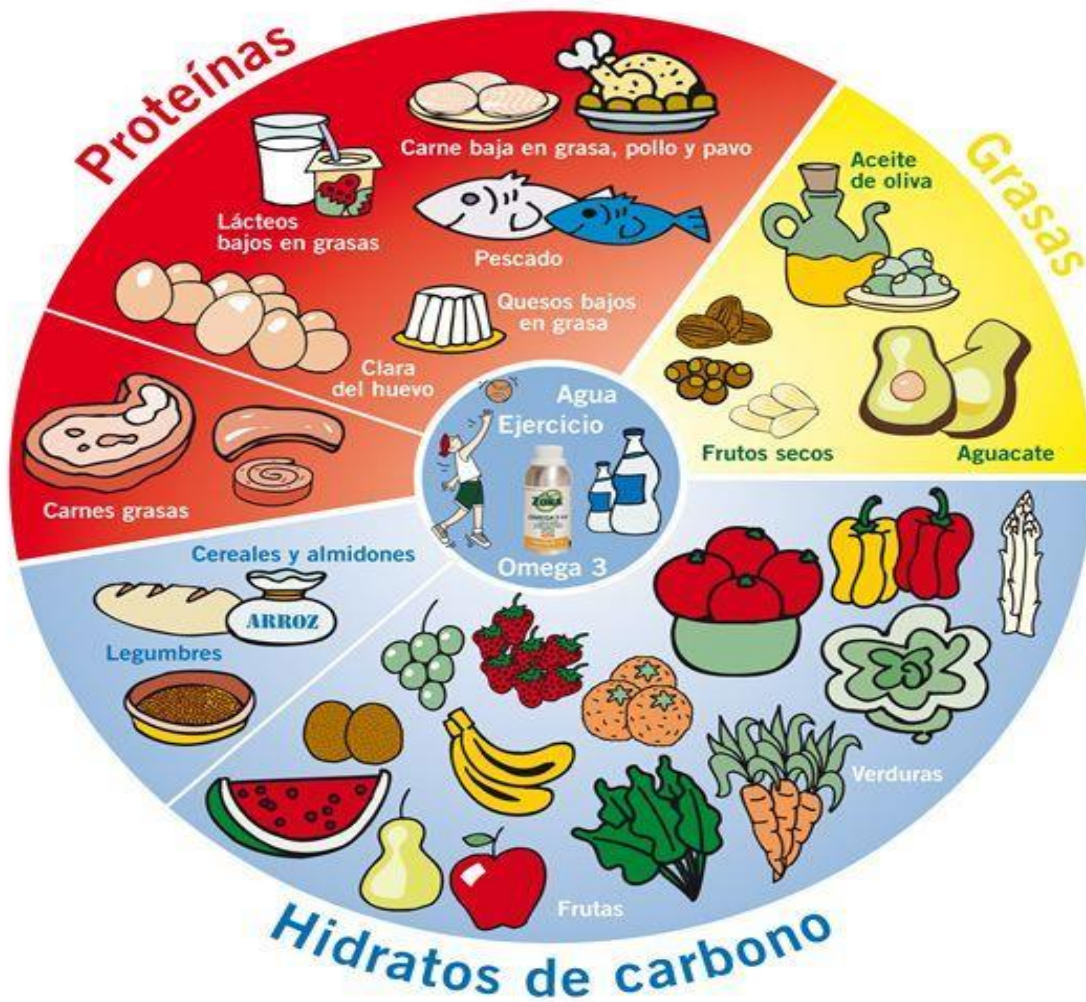 Proteínas
Carne baja en grasa, pollo y pavo
Lácteos
bajos en grasas
Pescado
Quesos bajos
en grasa
Clara
del huevo
Carnes grasas
Grasas
Aceite
de oliva
Frutos secos
Aguacate
Agua
Ejercicio
ZONA
Omega 3
Cereales y almidones
ARROZ
Legumbres
Verduras
Frutas
Hidratos de carbono